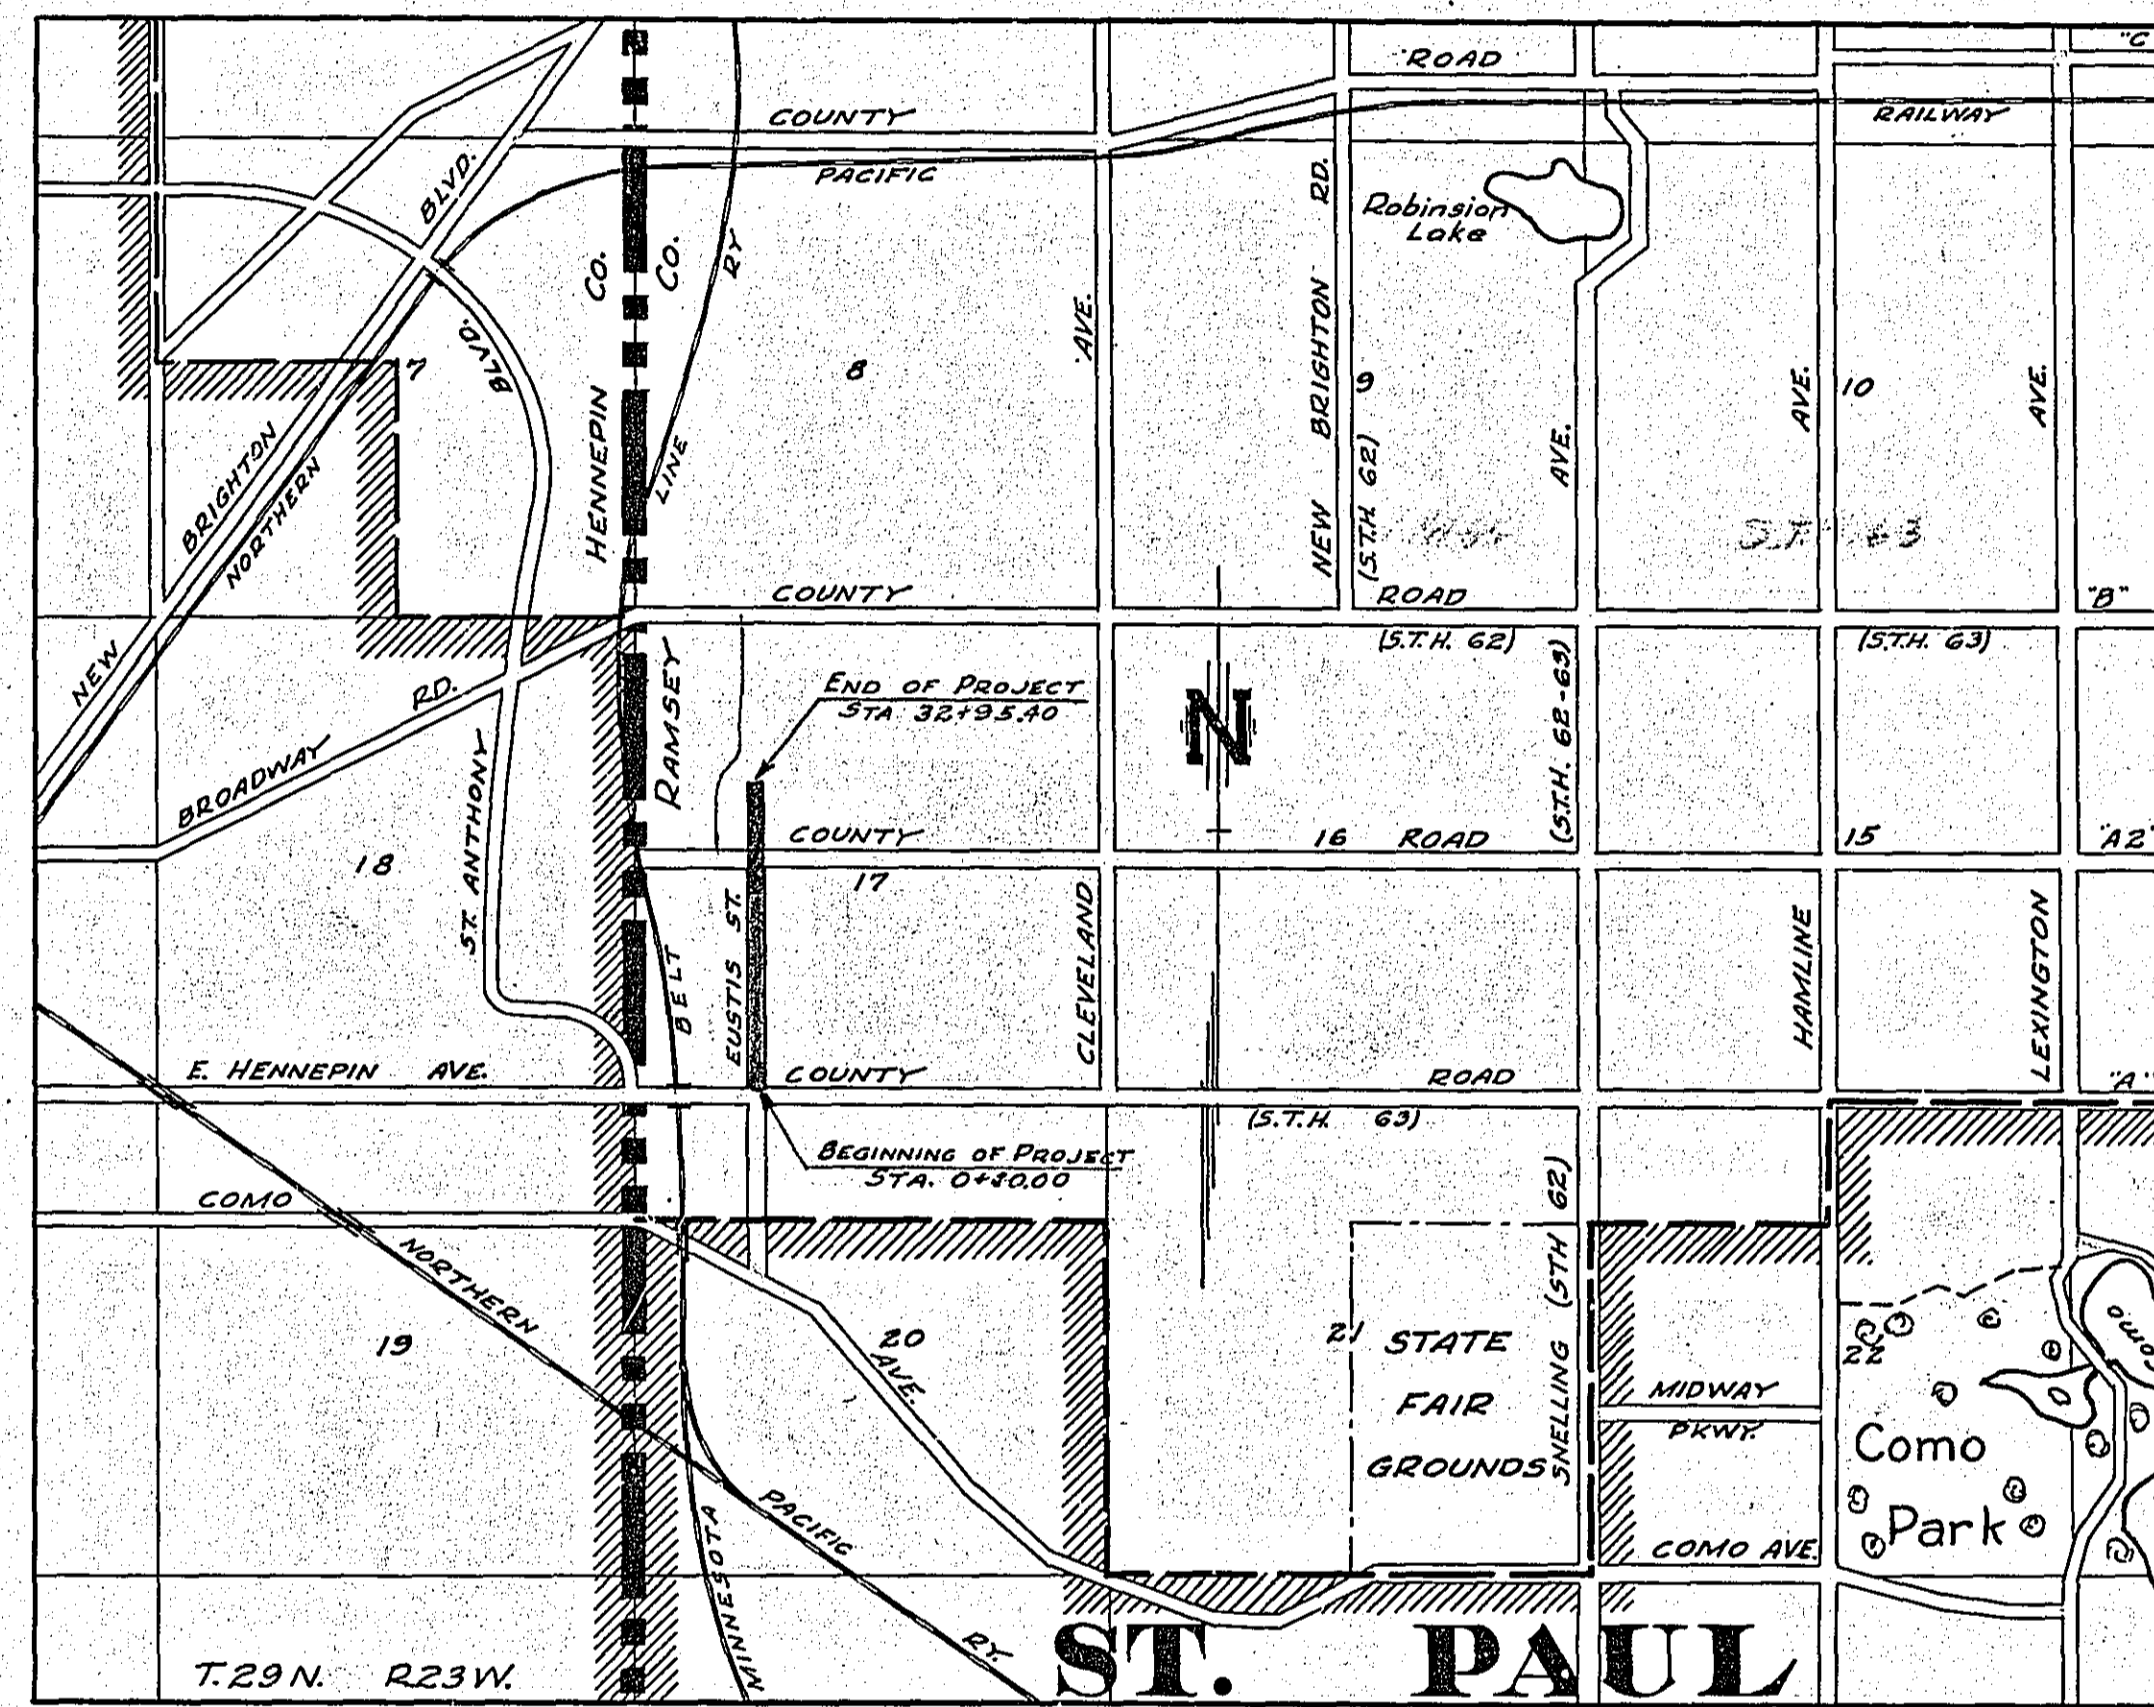 "C
ROAD
COUNTY
RAILWAY
PACIFIC
BLVD.
NEW BRIGHTON RD.
Robinsion
Lake
CO.
CO.
RY
BLVD.
AVE.
7
8
9
10
AVE.
AVE.
AVE.
HENNEPIN
LINE
(S.T.H. 62)
BRIGHTON
NORTHERN
COUNTY
ROAD
"B"
(S.T.H. 62)
(S.T.H. 63)
NEW
RD.
RAMSEY
END OF PROJECT
STA 32+95.40
N
(S.T.H. 62-63)
BROADWAY
ST. ANTHONY
COUNTY
16
ROAD
15
"A2"
18
17
BELT
EUSTIS ST.
CLEVELAND
HAMLINE
LEXINGTON
E. HENNEPIN AVE.
COUNTY
ROAD
"A"
(S.T.H. 63)
BEGINNING OF PROJECT
COMO
NORTHERN
19
20
AVE.
21
STATE
FAIR
GROUNDS
SNELLING (STH 62)
22
Como
MIDWAY
PKWY.
Como
Park
PACIFIC
COMO AVE.
MINNESOTA
RY.
T.29N. R23W.
ST. PAUL